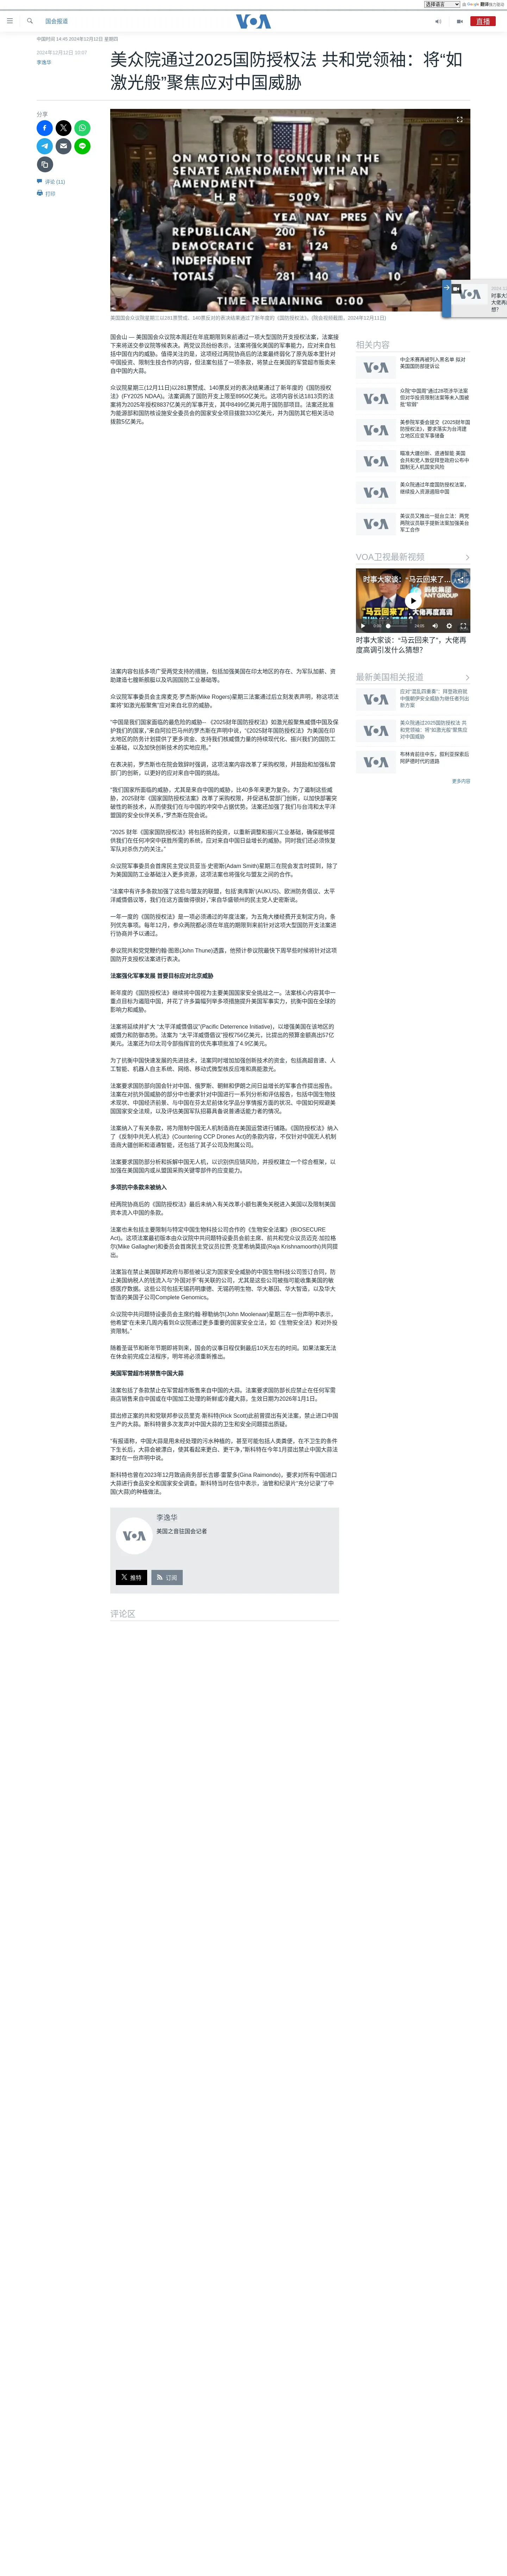 选择语言
由 Google 翻译强力驱动
国会报道
VOA
直播
中国时间 14:45 2024年12月12日 星期四
2024年12月12日 10:07
李逸华
美众院通过2025国防授权法 共和党领袖：将“如
激光般”聚焦应对中国威胁
分享
评论 (11)
打印
ON MOTION TO CONCUR IN THE
SENATE AMENDMENT WITH AN
AMENDMENT
H R 5009
YEA NAY PRES NV
REPUBLICAN 200 16 4
DEMOCRATIC 81 124 6
INDEPENDENT
TOTALS 281 140 10
TIME REMAINING 0:00
美国国会众议院星期三以281票赞成、140票反对的表决结果通过了新年度的《国防授权法》。(院会视频截图，2024年12月11日)
国会山 — 美国国会众议院本周赶在年底期限到来前通过一项大型国防开支授权法案，法案接
下来将送交参议院等候表决。两党议员纷纷表示，法案将强化美国的军事能力，应对来自包
括中国在内的威胁。值得关注的是，这项经过两院协商后的法案最终弱化了原先版本里针对
中国投资、限制生技合作的内容，但法案包括了一项条款，将禁止在美国的军营超市贩卖来
自中国的大蒜。
众议院星期三(12月11日)以281票赞成、140票反对的表决结果通过了新年度的《国防授权
法》(FY2025 NDAA)。法案调高了国防开支上限至8950亿美元。这项内容长达1813页的法
案将为2025年授权8837亿美元的军事开支，其中8499亿美元用于国防部项目。法案还批准
为能源部和国防核设施安全委员会的国家安全项目提拨333亿美元，并为国防部其它相关活动
拨款5亿美元。
法案内容包括多项广受两党支持的措施，包括加强美国在印太地区的存在、为军队加薪、资
助建造七艘新舰艇以及巩固国防工业基础等。
众议院军事委员会主席麦克·罗杰斯(Mike Rogers)星期三法案通过后立刻发表声明，称这项法
案将“如激光般聚焦”应对来自北京的威胁。
“中国是我们国家面临的最危险的威胁-- 《2025财年国防授权法》如激光般聚焦威慑中国及保
护我们的国家，”来自阿拉巴马州的罗杰斯在声明中说，“《2025财年国防授权法》为美国在印
太地区的防务计划提供了更多资金、支持我们核威慑力量的持续现代化、振兴我们的国防工
业基础，以及加快创新技术的实地应用。”
在表决前，罗杰斯也在院会致辞时强调，这项法案内容改革了采购授权，并鼓励和加强私营
部门的创新，以更好的应对来自中国的挑战。
“我们国家所面临的威胁，尤其是来自中国的威胁，比40多年来更为复杂。为了遏制这些威
胁，2025财年《国家国防授权法案》改革了采购权限，并促进私营部门创新，以加快部署突
破性的新技术，从而使我们在与中国的冲突中占据优势。法案还加强了我们与台湾和在太平洋
盟国的安全伙伴关系，”罗杰斯在院会说。
“2025 财年《国家国防授权法》将包括新的投资，以重新调整和振兴工业基础，确保能够提
供我们在任何冲突中获胜所需的系统，应对来自中国日益增长的威胁。同时我们还必须恢复
军队对杀伤力的关注。”
众议院军事委员会首席民主党议员亚当·史密斯(Adam Smith)星期三在院会发言时提到，除了
为美国国防工业基础注入更多资源，这项法案也将强化与盟友之间的合作。
“法案中有许多条款加强了这些与盟友的联盟，包括‘奥库斯’(AUKUS)、欧洲防务倡议、太平
洋威慑倡议等，我们在这方面做得很好，”来自华盛顿州的民主党人史密斯说。
一年一度的《国防授权法》是一项必须通过的年度法案，为五角大楼经费开支制定方向，条
列优先事项。每年12月，参众两院都必须在年底的期限到来前针对这项大型国防开支法案进
行协商并予以通过。
参议院共和党党鞭约翰·图恩(John Thune)透露，他预计参议院最快下周早些时候将针对这项
国防开支授权法案进行表决。
法案强化军事发展 首要目标应对北京威胁
新年度的《国防授权法》继续将中国视为主要美国国家安全挑战之一。法案核心内容其中一
重点目标为遏阻中国，并花了许多篇幅列举多项措施提升美国军事实力，抗衡中国在全球的
影响力和威胁。
法案将延续并扩大 “太平洋威慑倡议”(Pacific Deterrence Initiative)，以增强美国在该地区的
威慑力和防御态势。法案为 “太平洋威慑倡议”授权156亿美元，比提出的预算金额高出57亿
美元。法案还为印太司令部指挥官的优先事项批准了4.9亿美元。
为了抗衡中国快速发展的先进技术，法案同时增加加强创新技术的资金，包括高超音速、人
工智能、机器人自主系统、网络、移动式微型核反应堆和高能激光。
法案要求国防部向国会针对中国、俄罗斯、朝鲜和伊朗之间日益增长的军事合作提出报告。
法案在对抗外国威胁的部分中也要求针对中国进行一系列分析和评估报告，包括中国生物技
术现状、中国经济前景、与中国在芬太尼前体化学品分享情报方面的状况、中国如何规避美
国国家安全法规，以及评估美国军队招募具备说普通话能力者的情况。
法案纳入了有关条款，将为限制中国无人机制造商在美国运营进行铺路。《国防授权法》纳入
了《反制中共无人机法》(Countering CCP Drones Act)的条款内容，不仅针对中国无人机制
造商大疆创新和道通智能，还包括了其子公司及附属公司。
法案要求国防部分析和拆解中国无人机，以识别供应链风险，并授权建立一个综合框架，以
加强在美国国内或从盟国采购关键零部件的应变能力。
多项抗中条款未被纳入
经两院协商后的《国防授权法》最后未纳入有关改革小额包裹免关税进入美国以及限制美国
资本流入中国的条款。
法案也未包括主要限制与特定中国生物科技公司合作的《生物安全法案》(BIOSECURE
Act)。这项法案最初版本由众议院中共问题特设委员会前主席、前共和党众议员迈克·加拉格
尔(Mike Gallagher)和委员会首席民主党议员拉贾·克里希纳莫提(Raja Krishnamoorthi)共同提
出。
法案旨在禁止美国联邦政府与那些被认定为国家安全威胁的中国生物科技公司签订合同，防
止美国纳税人的钱流入与“外国对手”有关联的公司，尤其是这些公司被指可能收集美国的敏
感医疗数据。这些公司包括无锡药明康德、无锡药明生物、华大基因、华大智造，以及华大
智造的美国子公司Complete Genomics。
众议院中共问题特设委员会主席约翰·穆勒纳尔(John Moolenaar)星期三在一份声明中表示，
他希望“在未来几周内看到众议院通过更多重要的国家安全立法，如《生物安全法》和对外投
资限制。”
随着圣诞节和新年节期即将到来，国会的议事日程仅剩最后10天左右的时间。如果法案无法
在休会前完成立法程序，明年将必须重新推出。
美国军营超市将禁售中国大蒜
法案包括了条款禁止在军营超市贩售来自中国的大蒜。法案要求国防部长应禁止在任何军需
商店销售来自中国或在中国加工处理的新鲜或冷藏大蒜，生效日期为2026年1月1日。
提出修正案的共和党联邦参议员里克·斯科特(Rick Scott)此前曾提出有关法案，禁止进口中国
生产的大蒜。斯科特曾多次发声对中国大蒜的卫生和安全问题提出质疑。
“有报道称，中国大蒜是用未经处理的污水种植的，甚至可能包括人类粪便，在不卫生的条件
下生长后，大蒜会被漂白，使其看起来更白、更干净，”斯科特在今年1月提出禁止中国大蒜法
案时在一份声明中说。
斯科特也曾在2023年12月致函商务部长吉娜·雷蒙多(Gina Raimondo)，要求对所有中国进口
大蒜进行食品安全和国家安全调查。斯科特当时在信中表示，油管和纪录片“充分记录”了中
国(大蒜)的种植做法。
李逸华
美国之音驻国会记者
推特
订阅
评论区
相关内容
中企禾赛再被列入黑名单 拟对
美国国防部提诉讼
众院“中国周”通过28项涉华法案
但对华投资限制法案等未入国被
批“软弱”
美参院军委会提交《2025财年国
防授权法》，要求落实为台湾建
立地区应变军事储备
瞄准大疆创新、道通智能 美国
会共和党人敦促拜登政府公布中
国制无人机国安风险
美众院通过年度国防授权法案，
继续投入资源遏阻中国
美议员又推出一挺台立法：两党
两院议员联手提新法案加强美台
军工合作
VOA卫视最新视频
时事大家谈：“马云回来了...
“马云回来了” 大佬再度高调
0:00
24:00
时事大家谈：“马云回来了”，大佬再
度高调引发什么猜想？
最新美国相关报道
应对“混乱四重奏”：拜登政府就
中俄朝伊安全威胁为继任者列出
新方案
美众院通过2025国防授权法 共
和党领袖：将“如激光般”聚焦应
对中国威胁
布林肯前往中东，叙利亚探索后
阿萨德时代的道路
更多内容
时事大
大佬再
想？